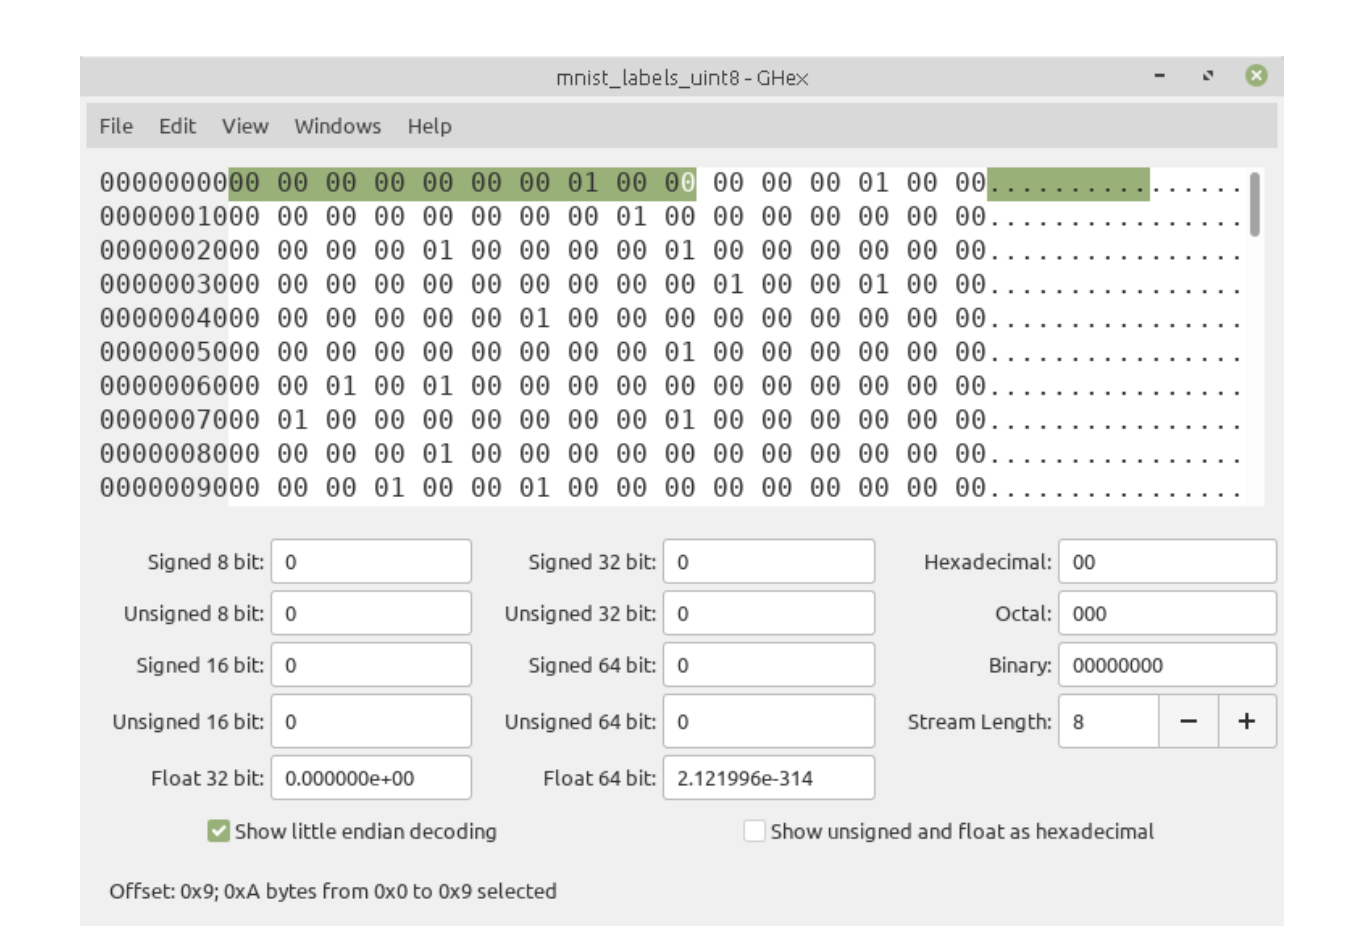 mnist_labels_uint8 - GHex
File Edit View Windows Help
00000000 00 00 00 00 00 00 00 01 00 00 00 00 00 01 00 00 ................
00000010 00 00 00 00 00 00 00 00 01 00 00 00 00 00 00 00 ................
00000020 00 00 00 00 01 00 00 00 00 01 00 00 00 00 00 00 ................
00000030 00 00 00 00 00 00 00 00 00 00 01 00 00 01 00 00 ................
00000040 00 00 00 00 00 00 01 00 00 00 00 00 00 00 00 00 ................
00000050 00 00 00 00 00 00 00 00 00 01 00 00 00 00 00 00 ................
00000060 00 00 01 00 01 00 00 00 00 00 00 00 00 00 00 00 ................
00000070 00 01 00 00 00 00 00 00 00 01 00 00 00 00 00 00 ................
00000080 00 00 00 00 01 00 00 00 00 00 00 00 00 00 00 00 ................
00000090 00 00 00 01 00 00 01 00 00 00 00 00 00 00 00 00 ................
Signed 8 bit: 0 Signed 32 bit: 0 Hexadecimal: 00
Unsigned 8 bit: 0 Unsigned 32 bit: 0 Octal: 000
Signed 16 bit: 0 Signed 64 bit: 0 Binary: 00000000
Unsigned 16 bit: 0 Unsigned 64 bit: 0 Stream Length: 8 − +
Float 32 bit: 0.000000e+00 Float 64 bit: 2.121996e-314
Show little endian decoding Show unsigned and float as hexadecimal
Offset: 0x9; 0xA bytes from 0x0 to 0x9 selected